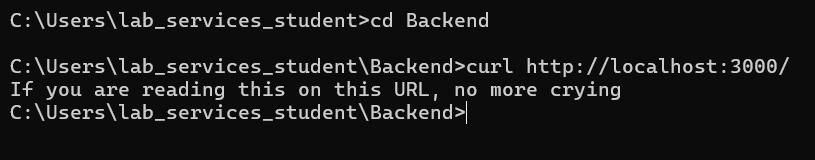 C:\Users\lab_services_student>cd Backend
C:\Users\lab_services_student\Backend>curl http://localhost:3000/
If you are reading this on this URL, no more crying
C:\Users\lab_services_student\Backend>